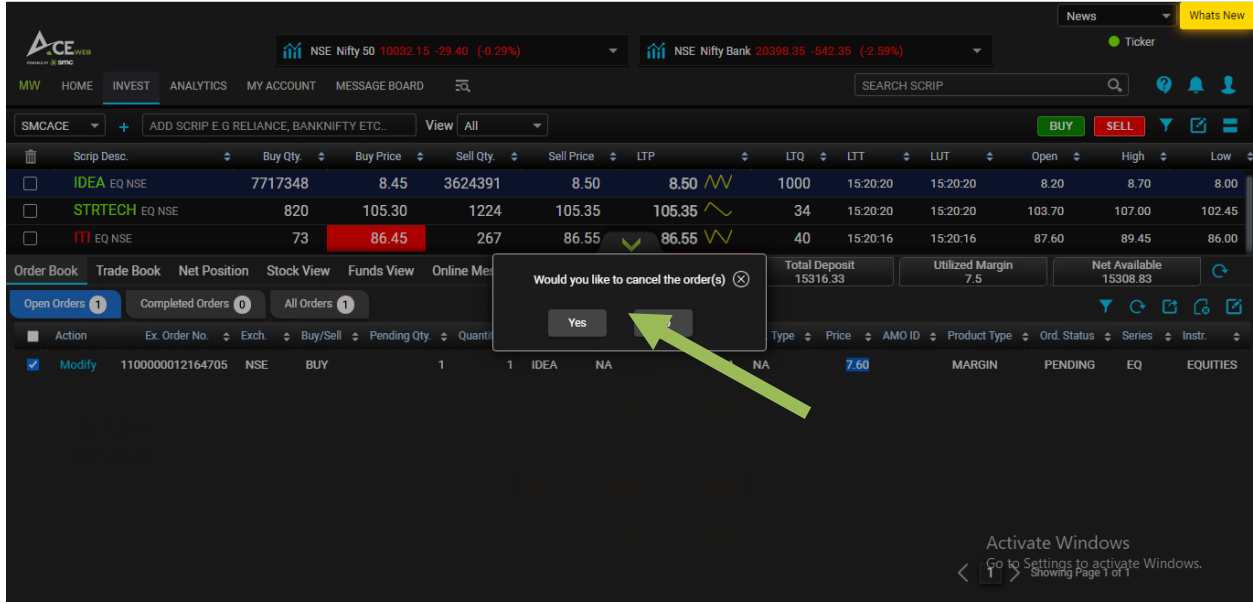 News Whats New
ACE WEB
POWERED BY smc
NSE Nifty 50 10032.15 -29.40 (-0.29%) NSE Nifty Bank 20398.35 -542.35 (-2.59%) Ticker
MW HOME INVEST ANALYTICS MY ACCOUNT MESSAGE BOARD SEARCH SCRIP
SMCACE + ADD SCRIP E.G RELIANCE, BANKNIFTY ETC.. View All BUY SELL
Scrip Desc. Buy Qty. Buy Price Sell Qty. Sell Price LTP LTQ LTT LUT Open High Low
IDEA EQ NSE 7717348 8.45 3624391 8.50 8.50 1000 15:20:20 15:20:20 8.20 8.70 8.00
STRTECH EQ NSE 820 105.30 1224 105.35 105.35 34 15:20:20 15:20:20 103.70 107.00 102.45
ITI EQ NSE 73 86.45 267 86.55 86.55 40 15:20:16 15:20:16 87.60 89.45 86.00
Order Book Trade Book Net Position Stock View Funds View Online Mes Total Deposit Utilized Margin Net Available
15316.33 7.5 15308.83
Would you like to cancel the order(s)
Yes
Open Orders 1 Completed Orders 0 All Orders 1
Action Ex. Order No. Exch. Buy/Sell Pending Qty. Quanti Type Price AMO ID Product Type Ord. Status Series Instr.
Modify 1100000012164705 NSE BUY 1 1 IDEA NA NA 7.60 MARGIN PENDING EQ EQUITIES
Activate Windows
Go to Settings to activate Windows.
1 Showing Page 1 of 1